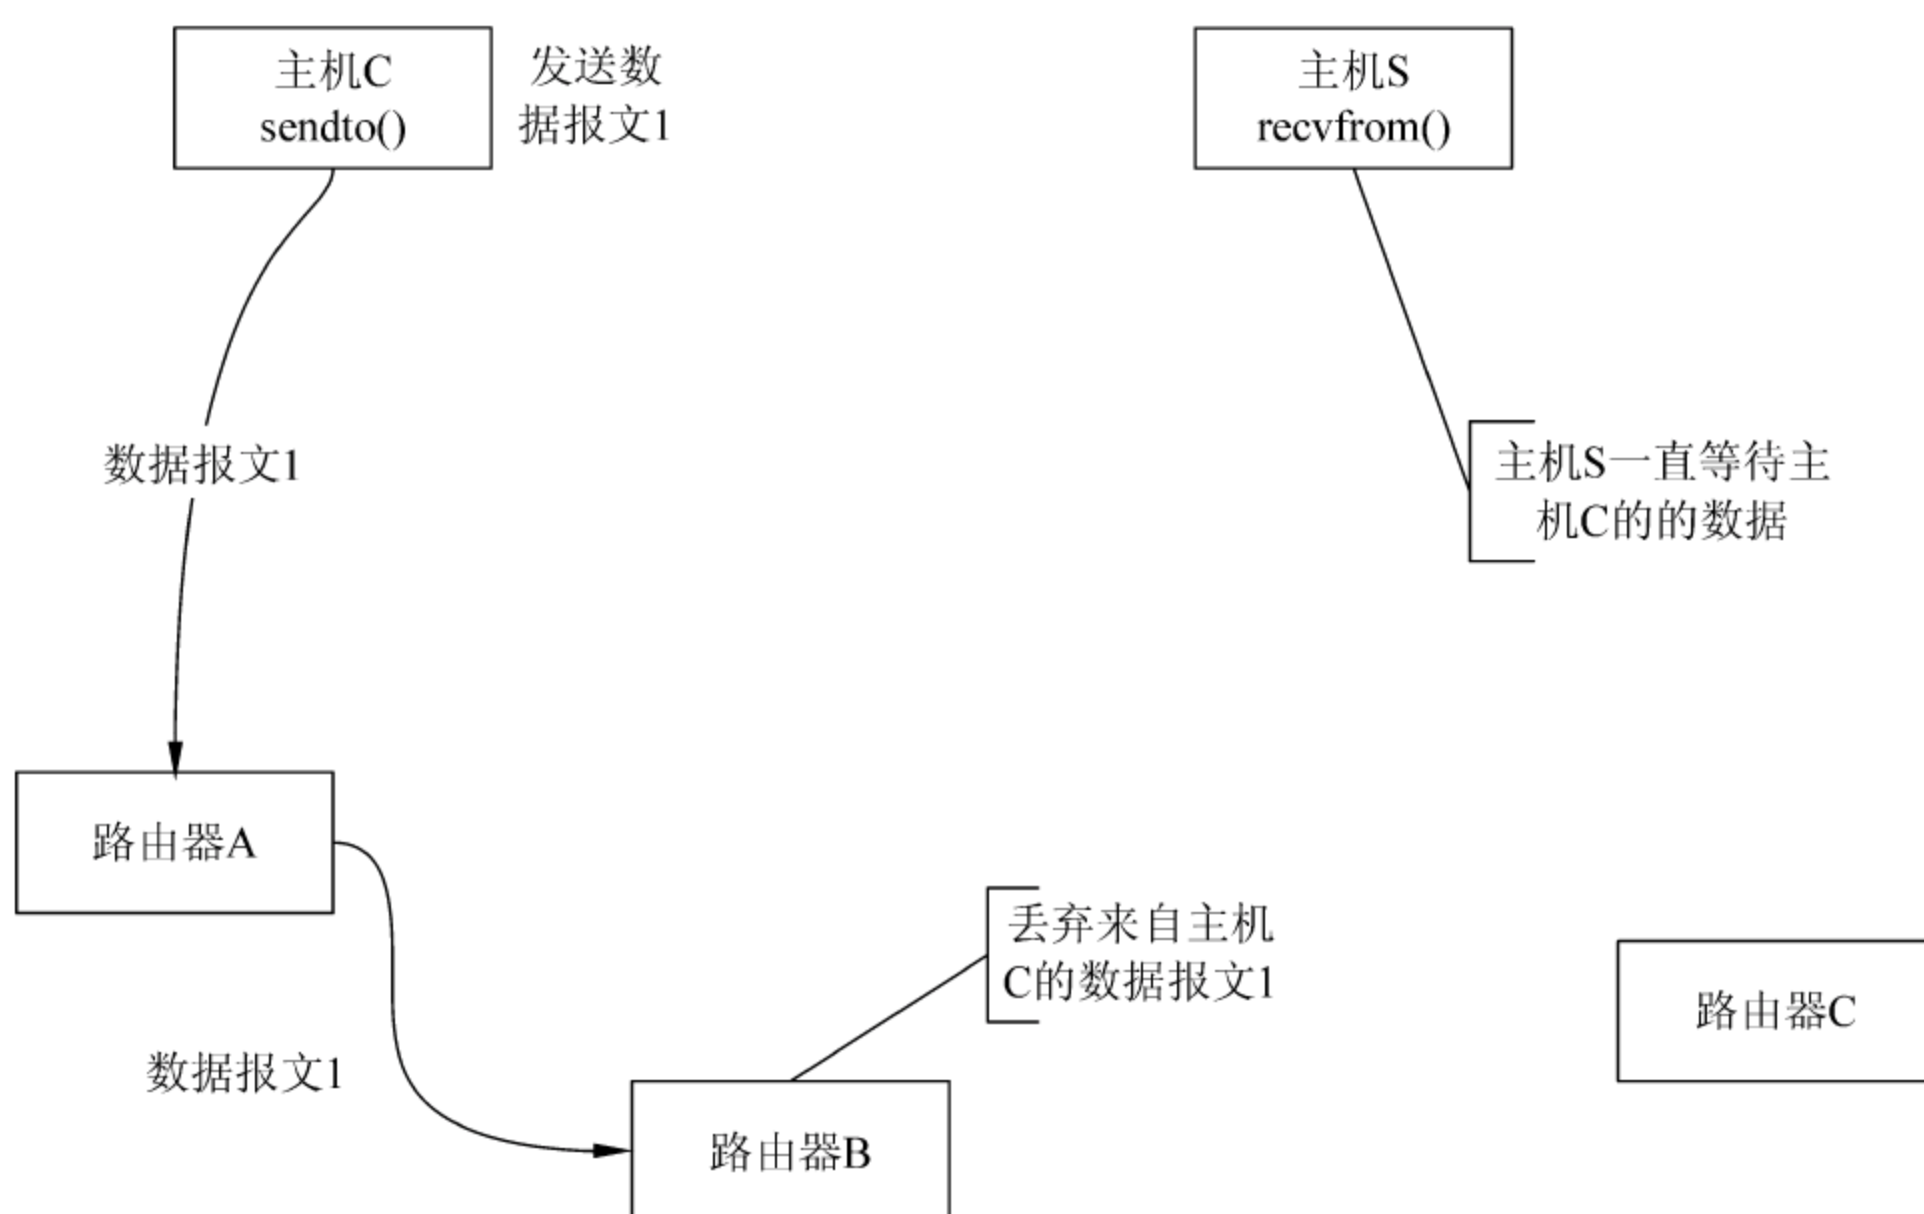 主机C
sendto()
发送数
据报文1
主机S
recvfrom()
数据报文1
主机S一直等待主
机C的的数据
路由器A
丢弃来自主机
C的数据报文1
路由器C
数据报文1
路由器B